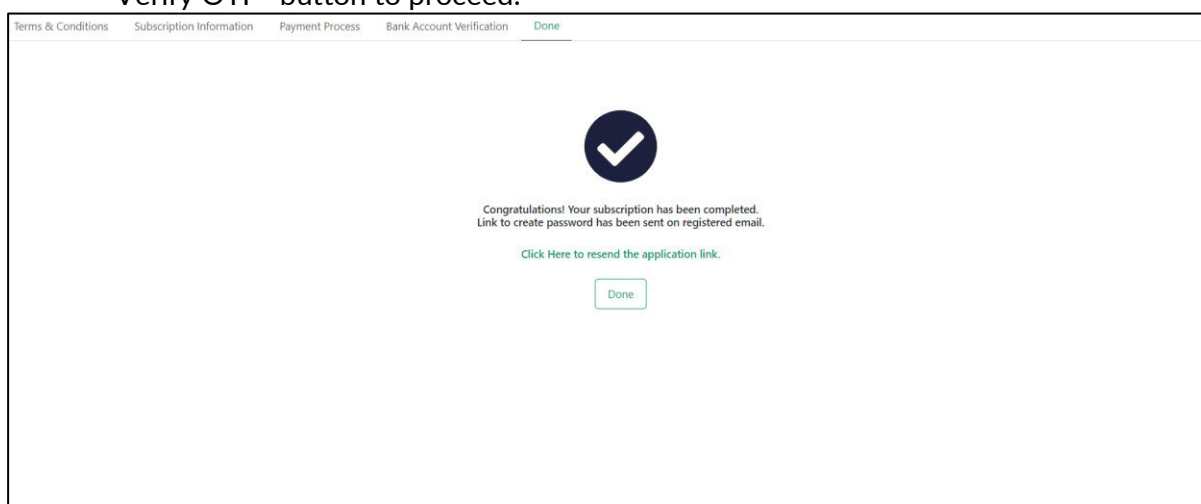 Verify OTP" button to proceed.
Terms & Conditions Subscription Information Payment Process Bank Account Verification Done
Congratulations! Your subscription has been completed.
Link to create password has been sent on registered email.
Click Here to resend the application link.
Done